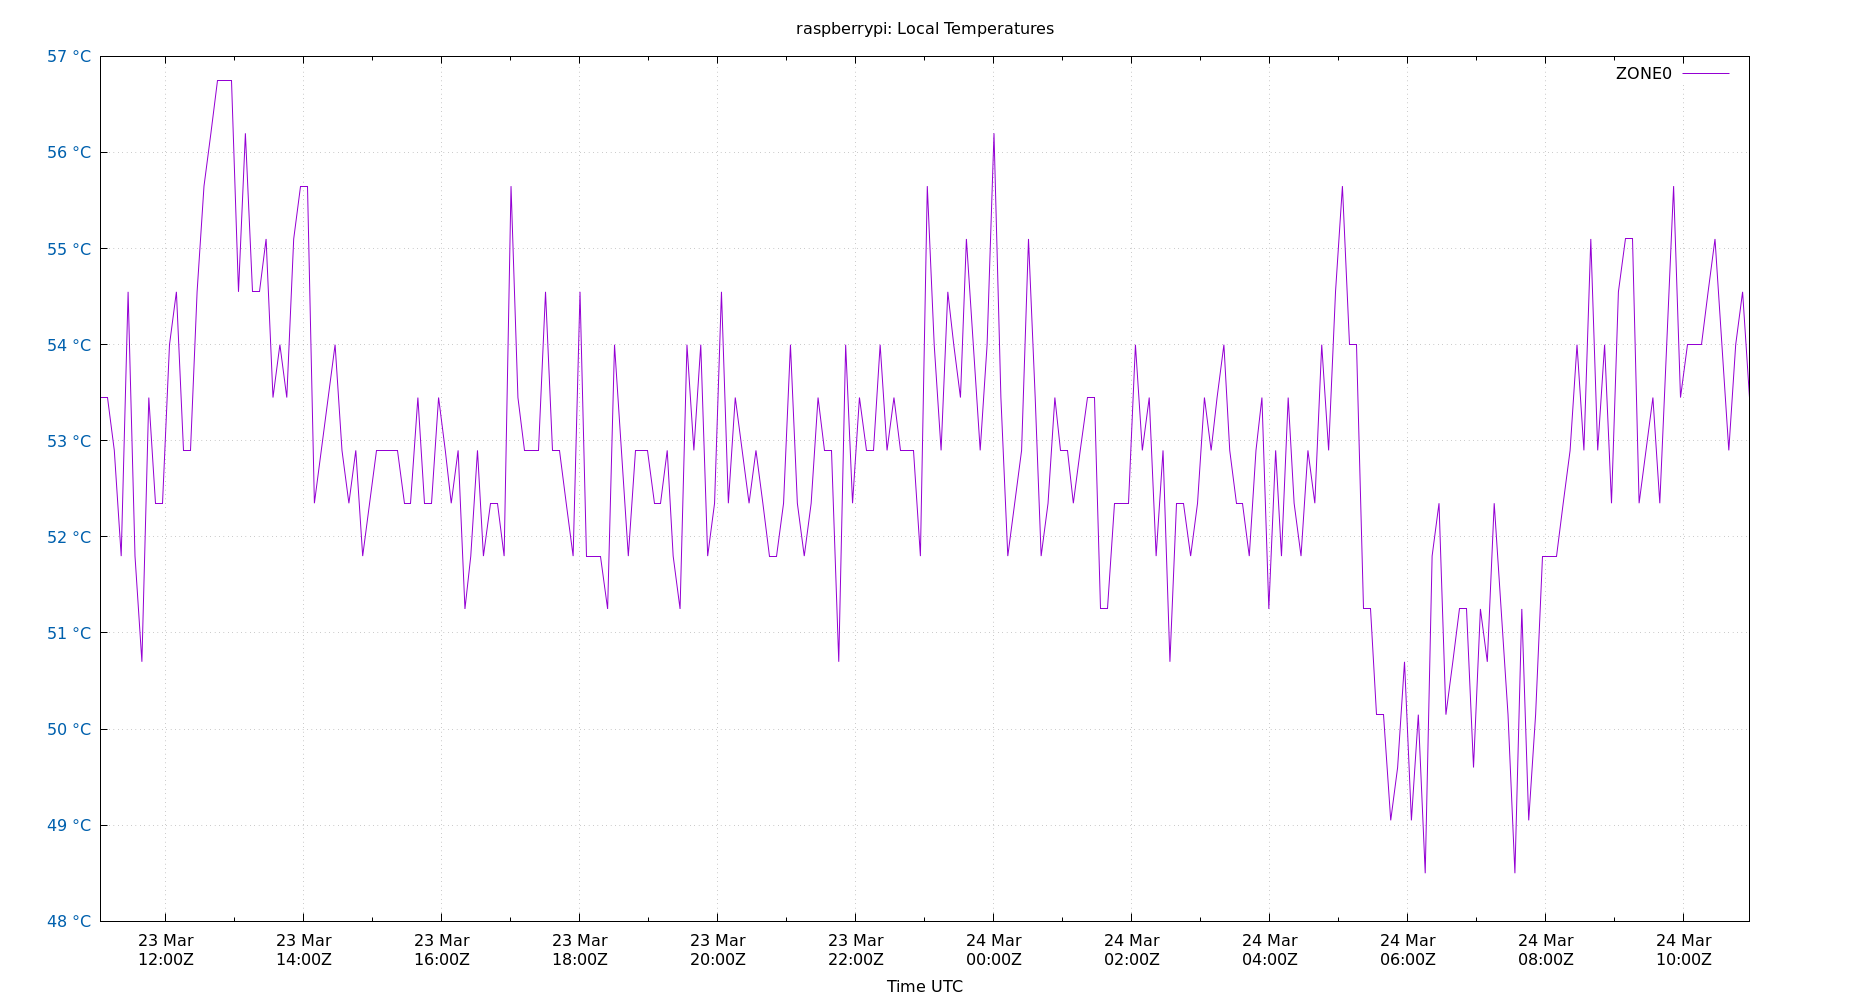 raspberrypi: Local Temperatures
57 °C
ZONE0
56 °C
55 °C
54 °C
53 °C
52 °C
51 °C
50 °C
49 °C
48 °C
23 Mar 23 Mar 23 Mar 23 Mar 23 Mar 23 Mar 24 Mar 24 Mar 24 Mar 24 Mar 24 Mar 24 Mar
12:00Z 14:00Z 16:00Z 18:00Z 20:00Z 22:00Z 00:00Z 02:00Z 04:00Z 06:00Z 08:00Z 10:00Z
Time UTC